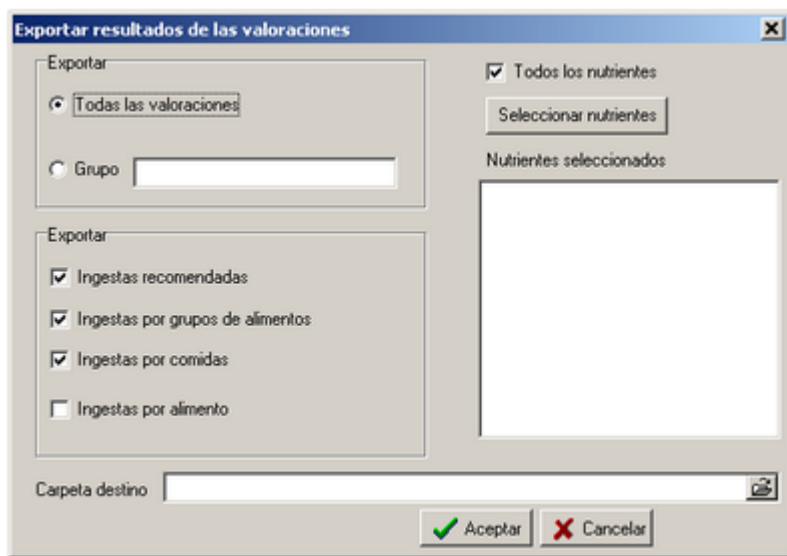 Exportar resultados de las valoraciones
Exportar
Todas las valoraciones
Grupo
Exportar
Ingestas recomendadas
Ingestas por grupos de alimentos
Ingestas por comidas
Ingestas por alimento
Todos los nutrientes
Seleccionar nutrientes
Nutrientes seleccionados
Carpeta destino
Aceptar
Cancelar